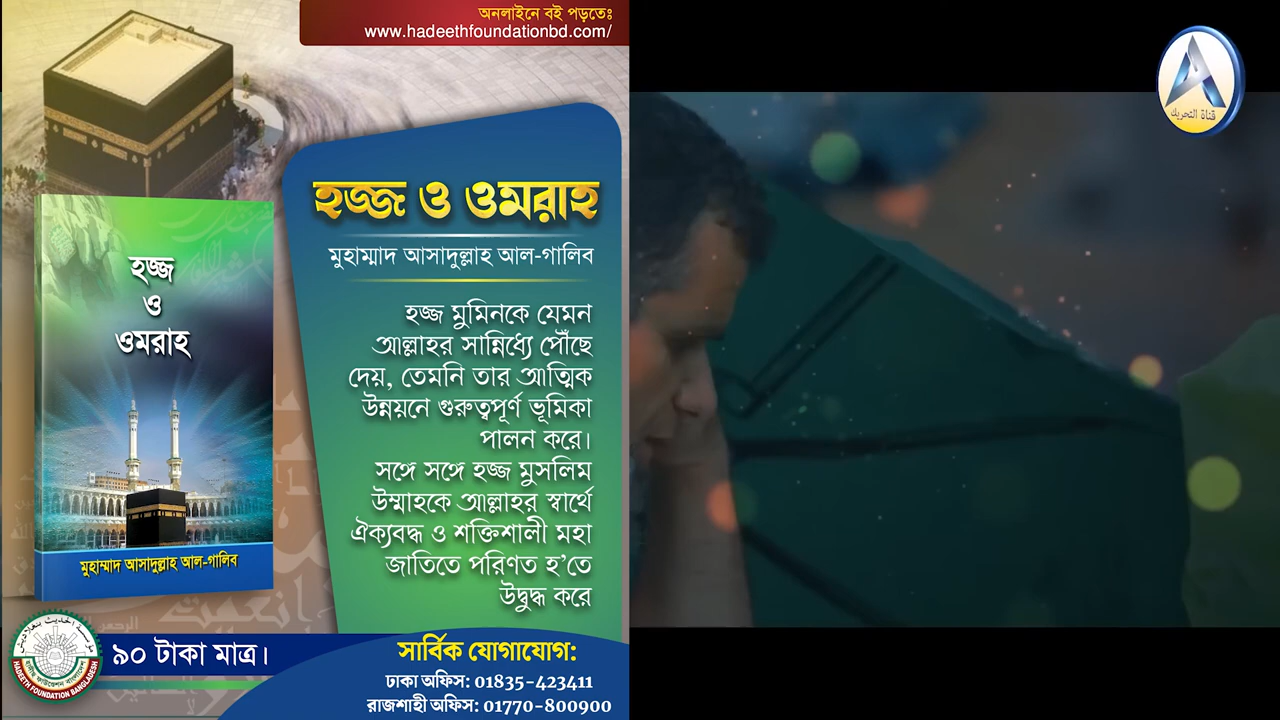 অনলাইনে বই পড়তেঃ
www.hadeethfoundationbd.com/
হজ্জ ও ওমরাহ
মুহাম্মাদ আসাদুল্লাহ আল-গালিব
হজ্জ মুমিনকে যেমন
আল্লাহর সান্নিধ্যে পৌঁছে
দেয়, তেমনি তার আত্মিক
উন্নয়নে গুরুত্বপূর্ণ ভূমিকা
পালন করে।
সঙ্গে সঙ্গে হজ্জ মুসলিম
উম্মাহকে আল্লাহর স্বার্থে
ঐক্যবদ্ধ ও শক্তিশালী মহা
জাতিতে পরিণত হ'তে
উদ্বুদ্ধ করে
হজ্জ
ও
ওমরাহ
মুহাম্মাদ আসাদুল্লাহ আল-গালিব
HADEETH FOUNDATION BANGLADESH
৯০ টাকা মাত্র।
সার্বিক যোগাযোগ:
ঢাকা অফিস: 01835-423411
রাজশাহী অফিস: 01770-800900
قناة التحريك